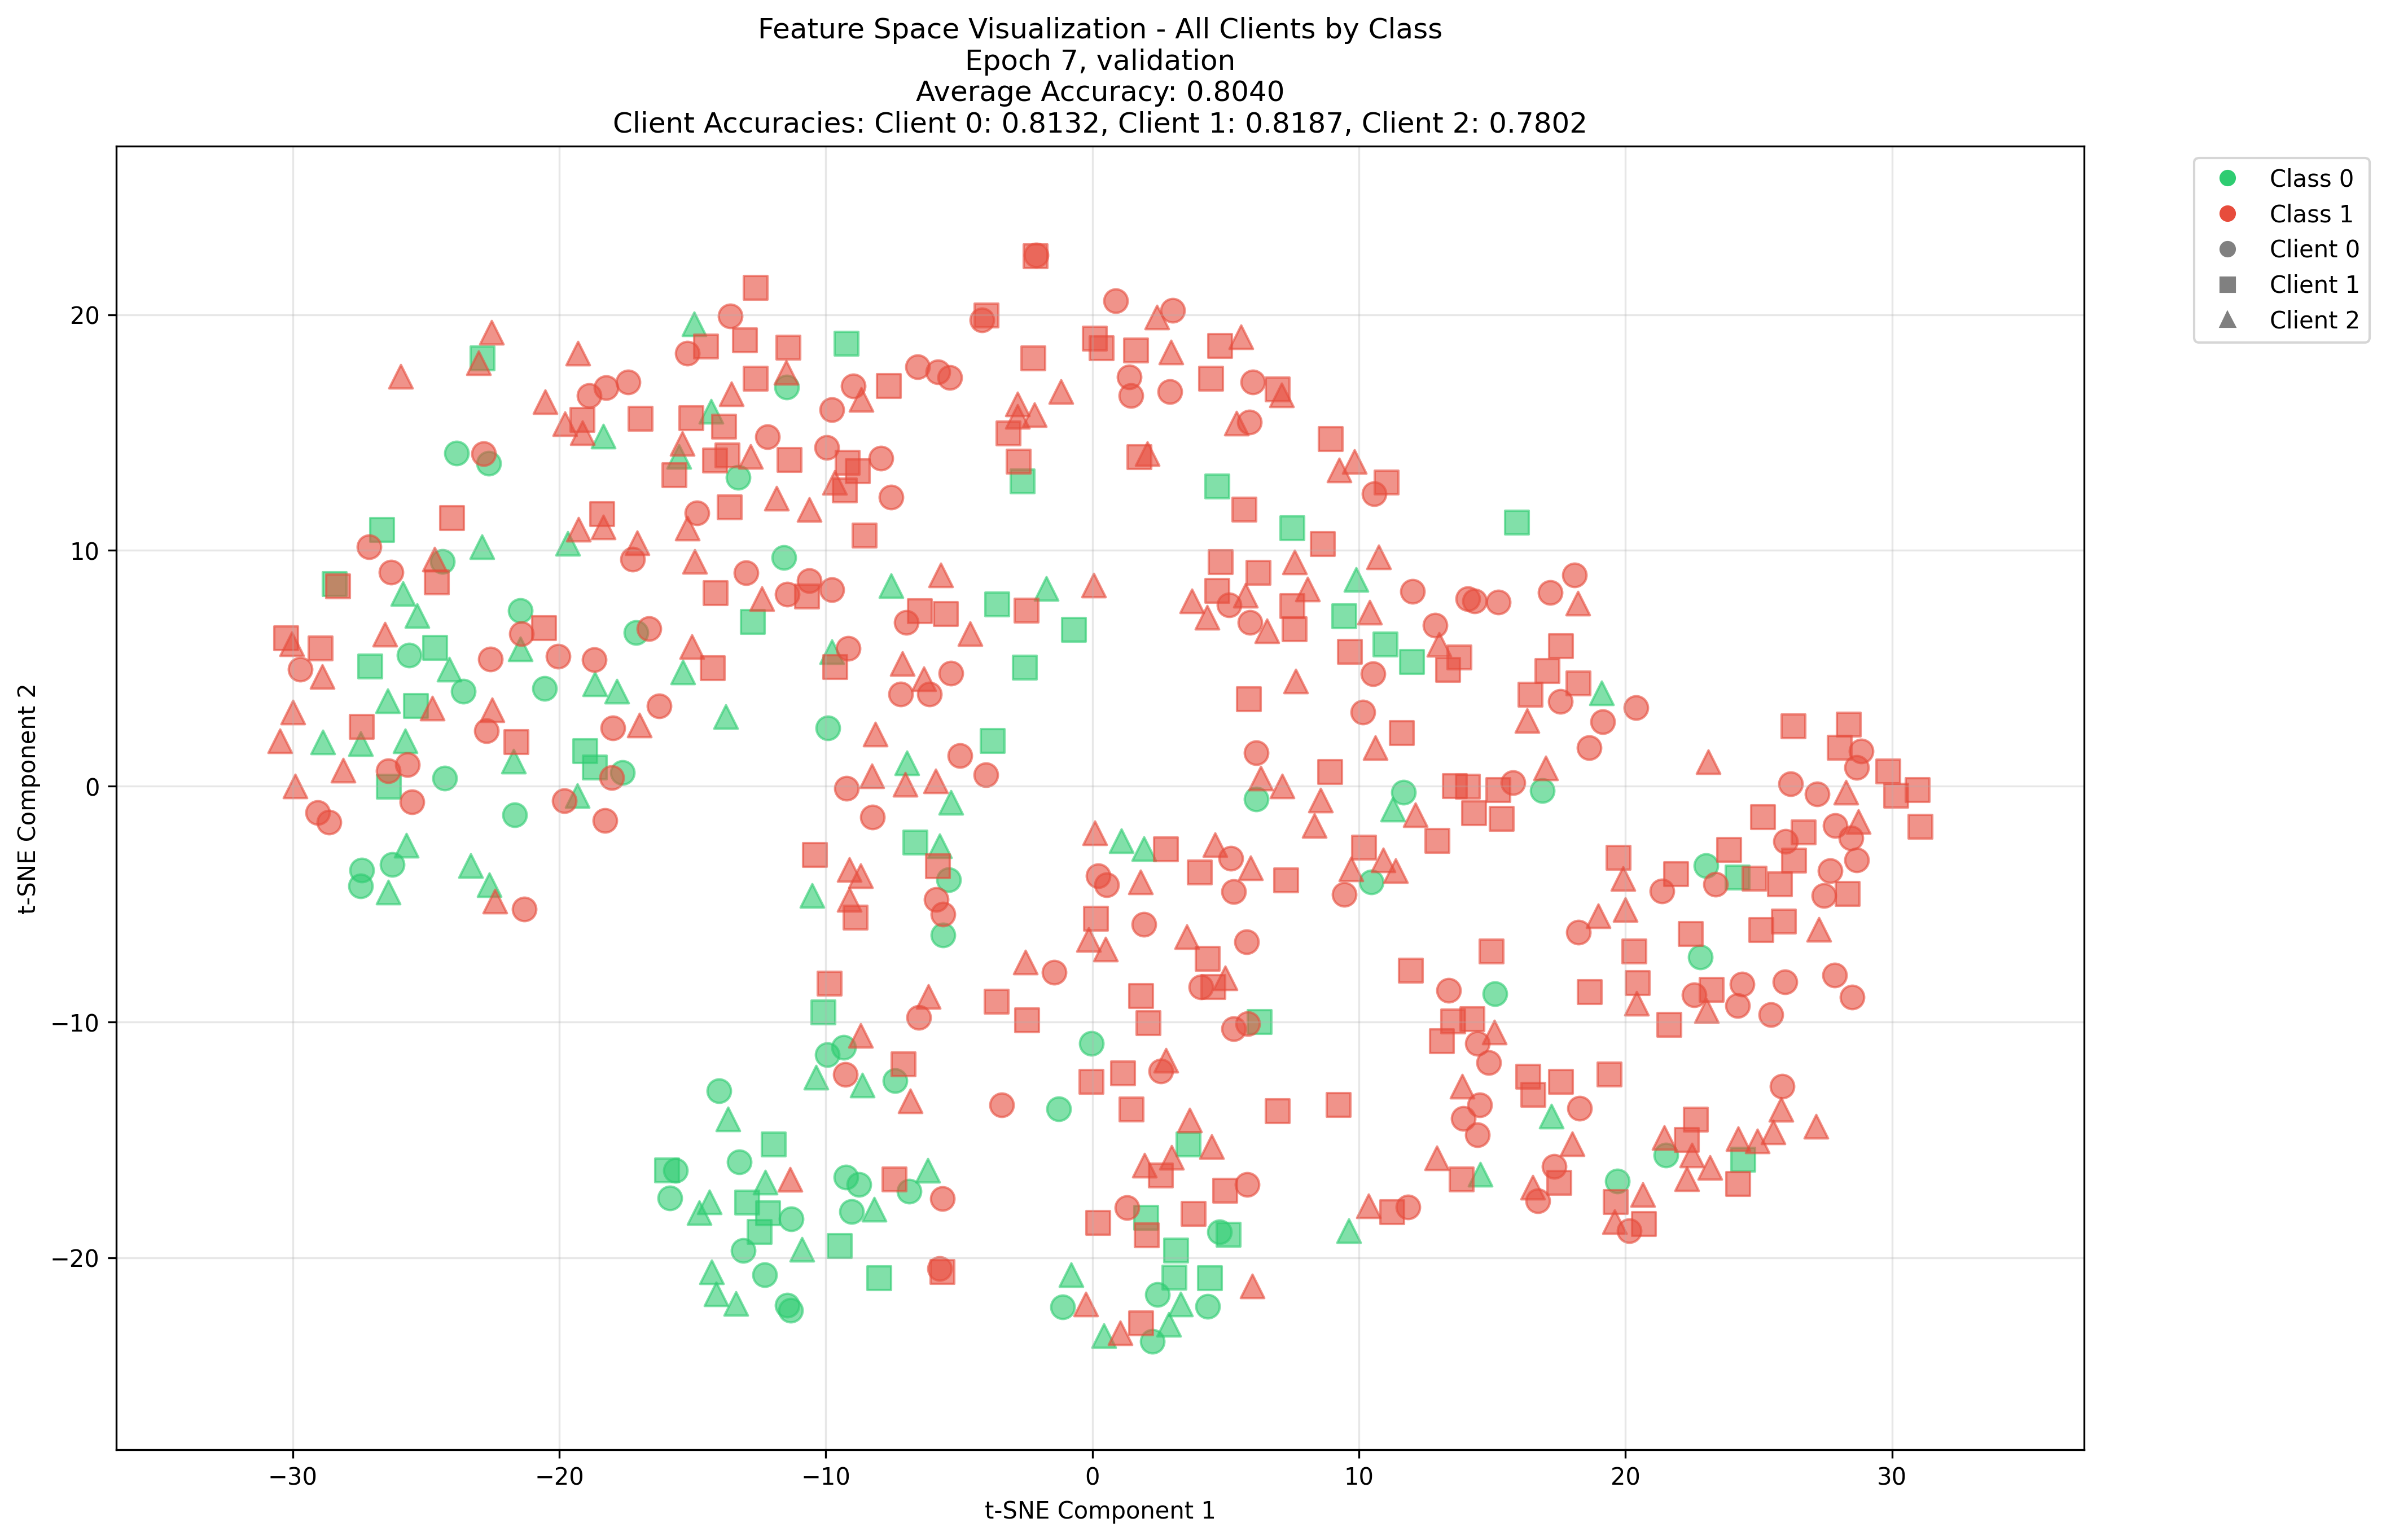 Feature Space Visualization - All Clients by Class
Epoch 7, validation
Average Accuracy: 0.8040
Client Accuracies: Client 0: 0.8132, Client 1: 0.8187, Client 2: 0.7802
Class 0
Class 1
Client 0
Client 1
Client 2
t-SNE Component 2
20
10
0
−10
−20
−30
−20
−10
0
10
20
30
t-SNE Component 1